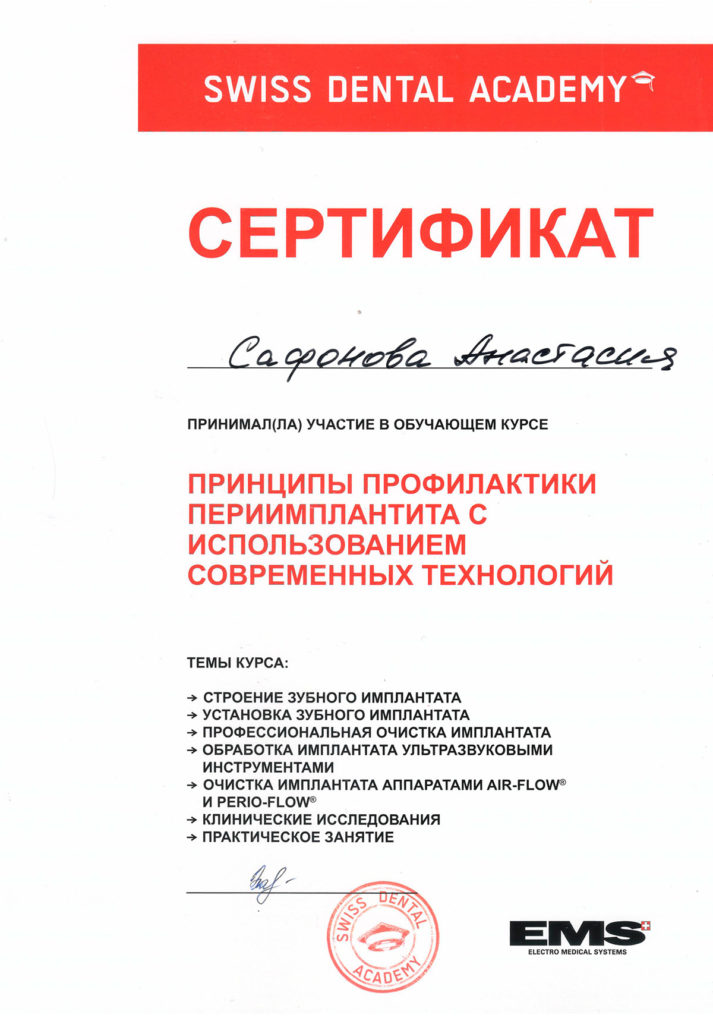 SWISS DENTAL ACADEMY
СЕРТИФИКАТ
Сафонова Анастасия
ПРИНИМАЛ(ЛА) УЧАСТИЕ В ОБУЧАЮЩЕМ КУРСЕ
ПРИНЦИПЫ ПРОФИЛАКТИКИ
ПЕРИИМПЛАНТИТА С
ИСПОЛЬЗОВАНИЕМ
СОВРЕМЕННЫХ ТЕХНОЛОГИЙ
ТЕМЫ КУРСА:
→ СТРОЕНИЕ ЗУБНОГО ИМПЛАНТАТА
→ УСТАНОВКА ЗУБНОГО ИМПЛАНТАТА
→ ПРОФЕССИОНАЛЬНАЯ ОЧИСТКА ИМПЛАНТАТА
→ ОБРАБОТКА ИМПЛАНТАТА УЛЬТРАЗВУКОВЫМИ
ИНСТРУМЕНТАМИ
→ ОЧИСТКА ИМПЛАНТАТА АППАРАТАМИ AIR-FLOW®
И PERIO-FLOW®
→ КЛИНИЧЕСКИЕ ИССЛЕДОВАНИЯ
→ ПРАКТИЧЕСКОЕ ЗАНЯТИЕ
SWISS DENTAL
ACADEMY
EMS
ELECTRO MEDICAL SYSTEMS